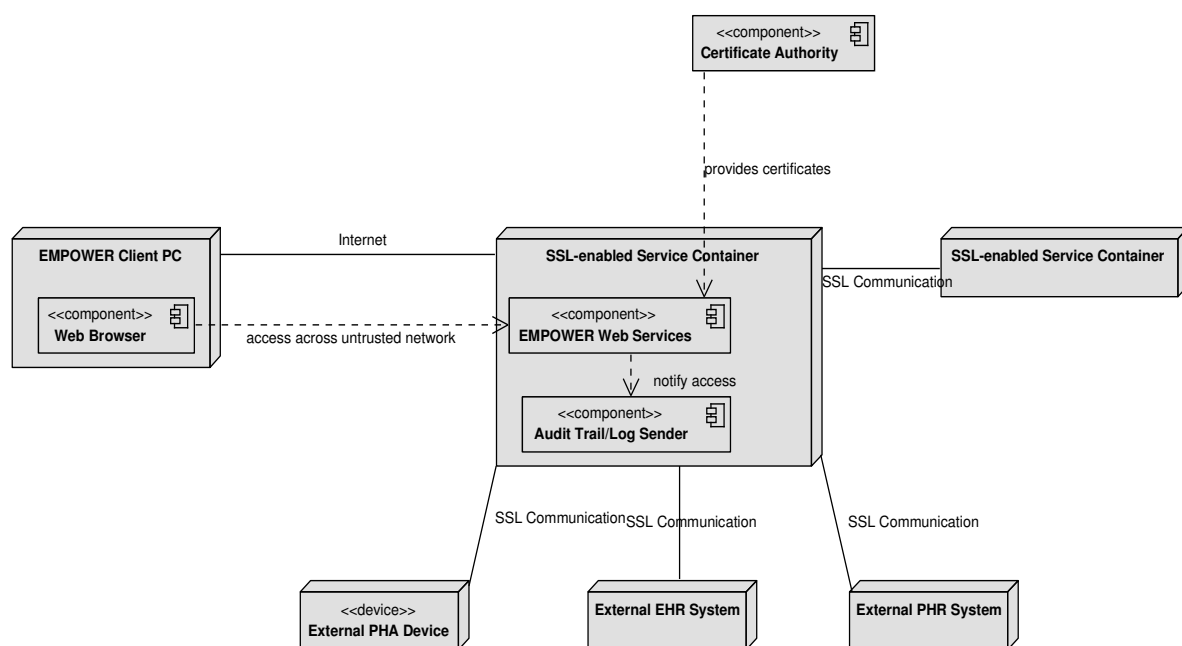 <<component>>
Certificate Authority
provides certificates
Internet
EMPOWER Client PC
SSL-enabled Service Container
SSL-enabled Service Container
SSL Communication
<<component>>
Web Browser
access across untrusted network
<<component>>
EMPOWER Web Services
notify access
<<component>>
Audit Trail/Log Sender
SSL Communication
SSL Communication
SSL Communication
<<device>>
External PHA Device
External EHR System
External PHR System